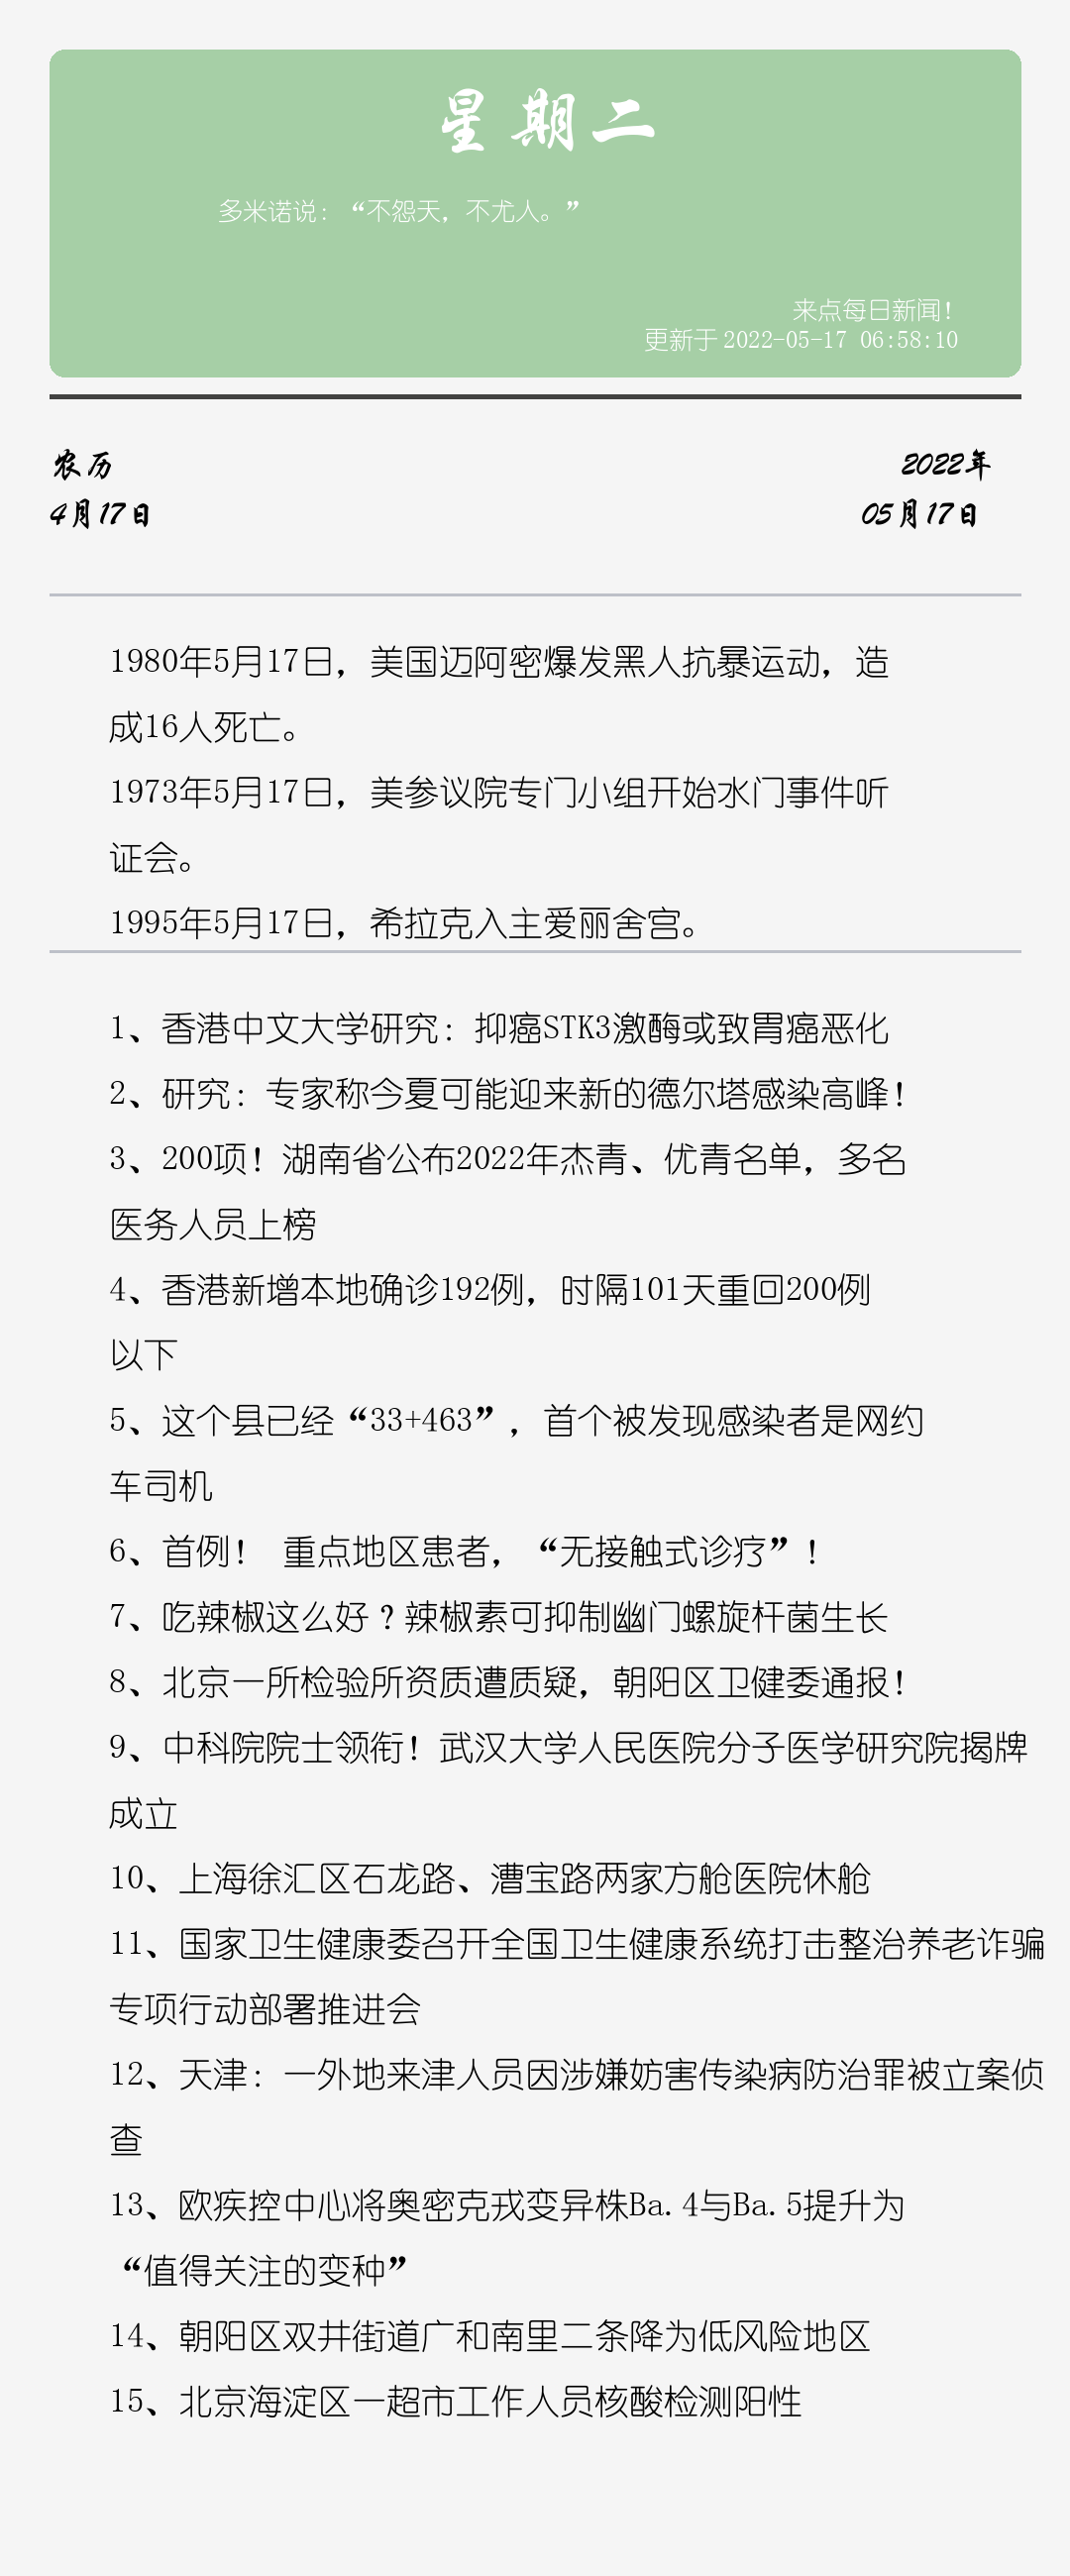 星期二
多米诺说：“不怨天，不尤人。”
来点每日新闻！
更新于 2022-05-17 06:58:10
农历
4月17日
2022年
05月17日
1980年5月17日，美国迈阿密爆发黑人抗暴运动，造
成16人死亡。
1973年5月17日，美参议院专门小组开始水门事件听
证会。
1995年5月17日，希拉克入主爱丽舍宫。
1、香港中文大学研究：抑癌STK3激酶或致胃癌恶化
2、研究：专家称今夏可能迎来新的德尔塔感染高峰！
3、200项！湖南省公布2022年杰青、优青名单，多名
医务人员上榜
4、香港新增本地确诊192例，时隔101天重回200例
以下
5、这个县已经“33+463”，首个被发现感染者是网约
车司机
6、首例！ 重点地区患者，“无接触式诊疗”！
7、吃辣椒这么好？辣椒素可抑制幽门螺旋杆菌生长
8、北京一所检验所资质遭质疑，朝阳区卫健委通报！
9、中科院院士领衔！武汉大学人民医院分子医学研究院揭牌
成立
10、上海徐汇区石龙路、漕宝路两家方舱医院休舱
11、国家卫生健康委召开全国卫生健康系统打击整治养老诈骗
专项行动部署推进会
12、天津：一外地来津人员因涉嫌妨害传染病防治罪被立案侦
查
13、欧疾控中心将奥密克戎变异株Ba.4与Ba.5提升为
“值得关注的变种”
14、朝阳区双井街道广和南里二条降为低风险地区
15、北京海淀区一超市工作人员核酸检测阳性